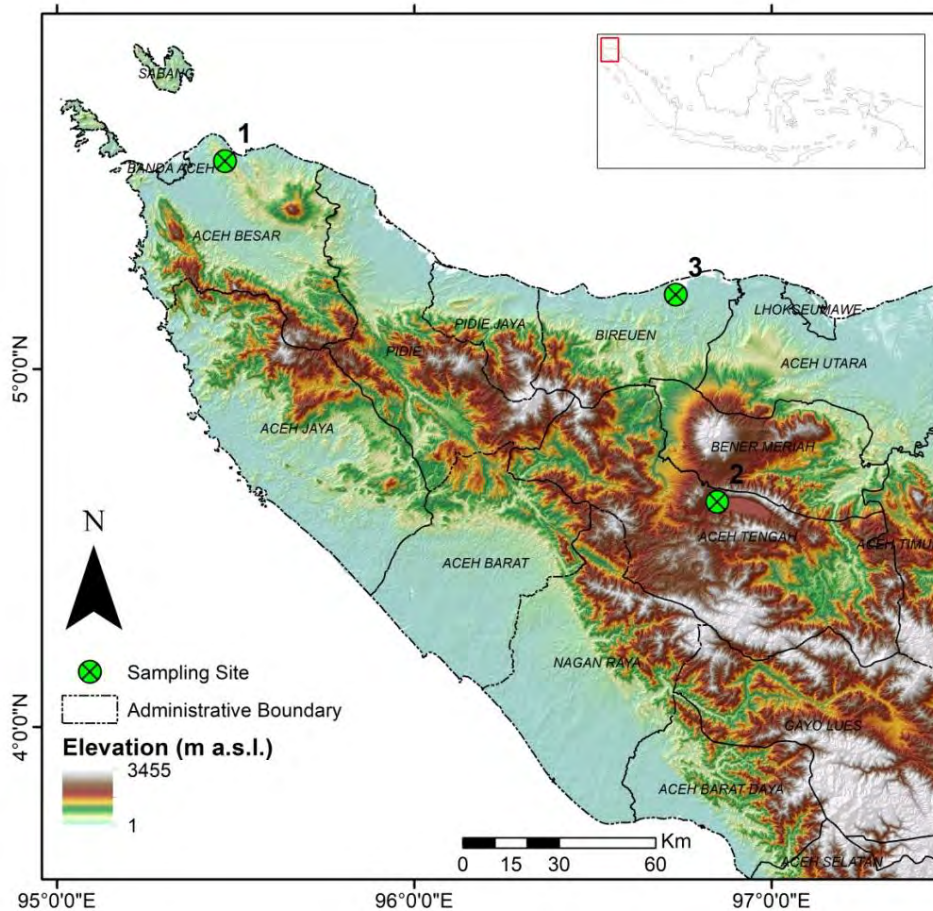 SABANG
1
BANDA ACEH
ACEH BESAR
3
LHOKSEUMAWE
PIDIE JAYA
BIREUEN
PIDIE
ACEH UTARA
ACEH JAYA
BENER MERIAH
2
ACEH TENGAH
ACEH TIMU
ACEH BARAT
NAGAN RAYA
GAYO LUES
ACEH BARAT DAYA
ACEH SELATAN
5°0'0"N
4°0'0"N
N
Sampling Site
Administrative Boundary
Elevation (m a.s.l.)
3455
1
Km
0 15 30 60
95°0'0"E 96°0'0"E 97°0'0"E